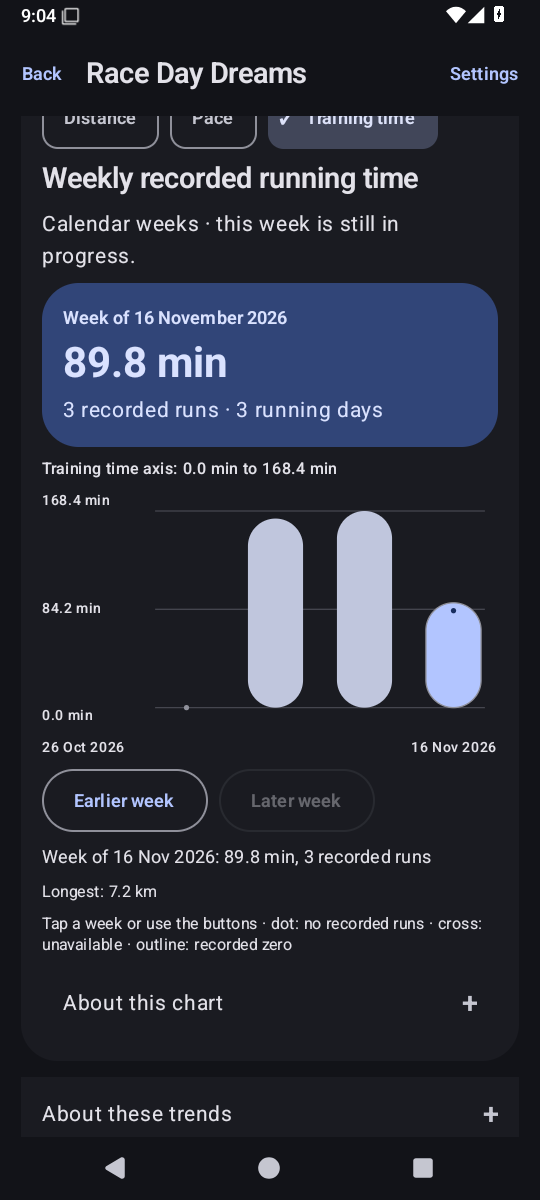 9:04
Back Race Day Dreams Settings
Distance Pace ✓ Training time
Weekly recorded running time
Calendar weeks · this week is still in
progress.
Week of 16 November 2026
89.8 min
3 recorded runs · 3 running days
Training time axis: 0.0 min to 168.4 min
168.4 min
84.2 min
0.0 min
26 Oct 2026 16 Nov 2026
Earlier week Later week
Week of 16 Nov 2026: 89.8 min, 3 recorded runs
Longest: 7.2 km
Tap a week or use the buttons · dot: no recorded runs · cross:
unavailable · outline: recorded zero
About this chart +
About these trends +